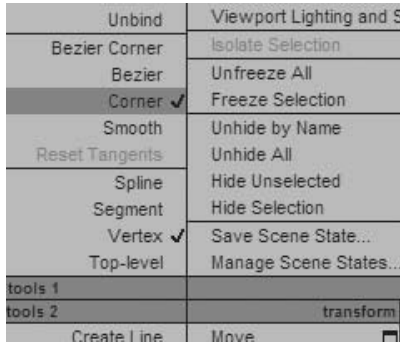 Unbind
Bezier Corner
Bezier
Corner
Smooth
Reset Tangents
Spline
Segment
Vertex
Top-level
tools 1
tools 2
Create Line
Viewport Lighting and S
Isolate Selection
Unfreeze All
Freeze Selection
Unhide by Name
Unhide All
Hide Unselected
Hide Selection
Save Scene State...
Manage Scene States...
transform
Move